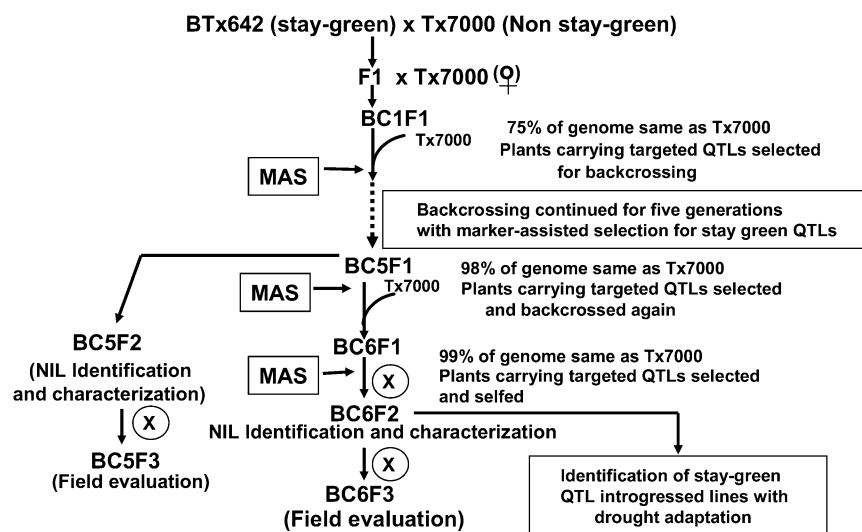 BTx642 (stay-green) x Tx7000 (Non stay-green)
F1 x Tx7000 (♀)
BC1F1
Tx7000
75% of genome same as Tx7000
Plants carrying targeted QTLs selected
for backcrossing
MAS
Backcrossing continued for five generations
with marker-assisted selection for stay green QTLs
BC5F1
Tx7000
98% of genome same as Tx7000
Plants carrying targeted QTLs selected
and backcrossed again
MAS
BC5F2
(NIL Identification
and characterization)
X
BC5F3
(Field evaluation)
BC6F1
99% of genome same as Tx7000
Plants carrying targeted QTLs selected
and selfed
MAS
X
BC6F2
NIL Identification and characterization
X
BC6F3
(Field evaluation)
Identification of stay-green
QTL introgressed lines with
drought adaptation